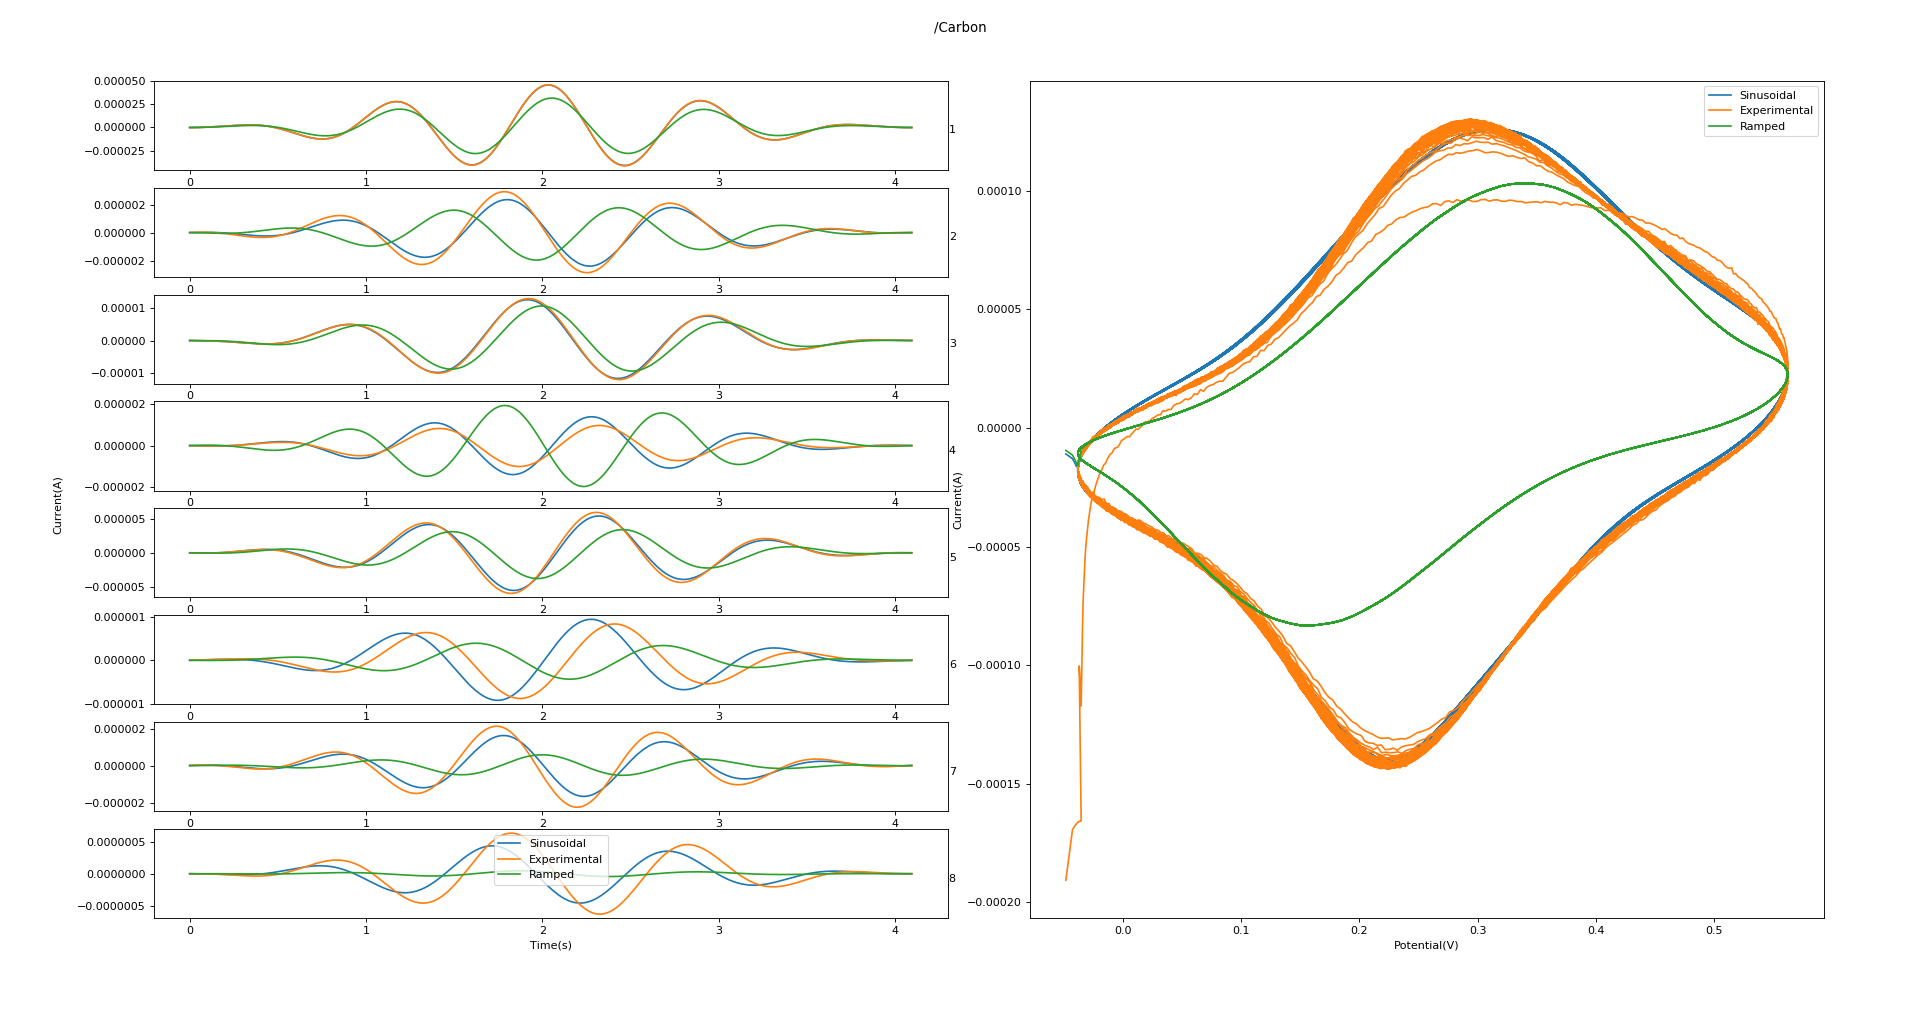 /Carbon
0.000050
0.000025
0.000000
−0.000025
0 1 2 3 4
1
0.000002
0.000000
−0.000002
0 1 2 3 4
2
0.00001
0.00000
−0.00001
0 1 2 3 4
3
0.000002
0.000000
−0.000002
0 1 2 3 4
4
0.000005
0.000000
−0.000005
0 1 2 3 4
5
0.000001
0.000000
−0.000001
0 1 2 3 4
6
0.000002
0.000000
−0.000002
0 1 2 3 4
7
0.0000005
0.0000000
−0.0000005
0 1 2 3 4
8
Sinusoidal
Experimental
Ramped
Time(s)
Current(A)
Sinusoidal
Experimental
Ramped
0.00010
0.00005
0.00000
−0.00005
−0.00010
−0.00015
−0.00020
0.0 0.1 0.2 0.3 0.4 0.5
Potential(V)
Current(A)